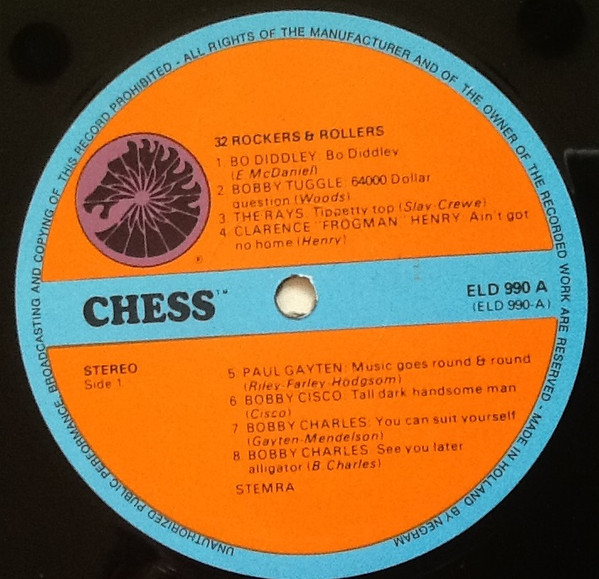 32 ROCKERS & ROLLERS
1 BO DIDDLEY: Bo Diddley
(E McDaniel)
2 BOBBY TUGGLE: 64000 Dollar
question (Woods)
3 THE RAYS: Tippetty top (Slay Crewe)
4 CLARENCE "FROGMAN" HENRY: Ain't got
no home (Henry)
®
CHESS™
ELD 990 A
(ELD 990-A)
STEREO
Side 1
5 PAUL GAYTEN: Music goes round & round
(Riley-Farley-Hodgsom)
6 BOBBY CISCO: Tall dark handsome man
(Cisco)
7 BOBBY CHARLES: You can suit yourself
(Gayten-Mendelson)
8 BOBBY CHARLES: See you later
alligator (B. Charles)
STEMRA
UNAUTHORIZED PUBLIC PERFORMANCE BROADCASTING AND COPYING OF THIS RECORD PROHIBITED - ALL RIGHTS OF THE MANUFACTURER AND OF THE OWNER OF THE RECORDED WORK ARE RESERVED - MADE IN HOLLAND BY NEGRAM